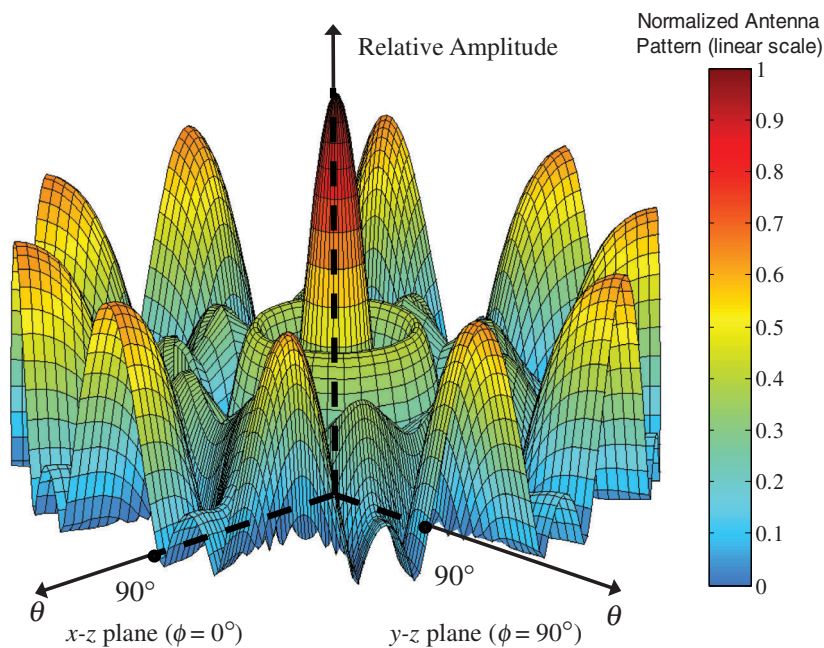 Normalized Antenna
Pattern (linear scale)
Relative Amplitude
1
0.9
0.8
0.7
0.6
0.5
0.4
0.3
0.2
0.1
0
90°
90°
θ
θ
x-z plane (ϕ = 0°)
y-z plane (ϕ = 90°)